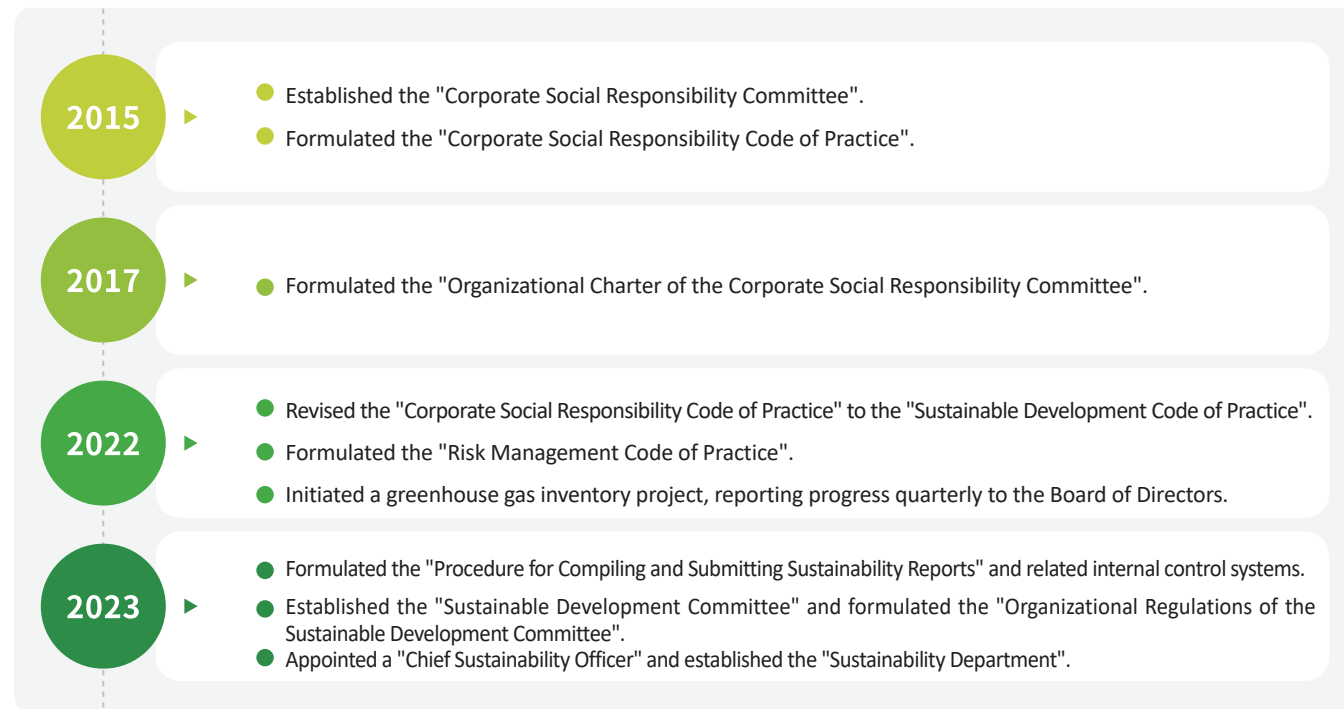 2015
Established the "Corporate Social Responsibility Committee".
Formulated the "Corporate Social Responsibility Code of Practice".
2017
Formulated the "Organizational Charter of the Corporate Social Responsibility Committee".
2022
Revised the "Corporate Social Responsibility Code of Practice" to the "Sustainable Development Code of Practice".
Formulated the "Risk Management Code of Practice".
Initiated a greenhouse gas inventory project, reporting progress quarterly to the Board of Directors.
2023
Formulated the "Procedure for Compiling and Submitting Sustainability Reports" and related internal control systems.
Established the "Sustainable Development Committee" and formulated the "Organizational Regulations of the
Sustainable Development Committee".
Appointed a "Chief Sustainability Officer" and established the "Sustainability Department".